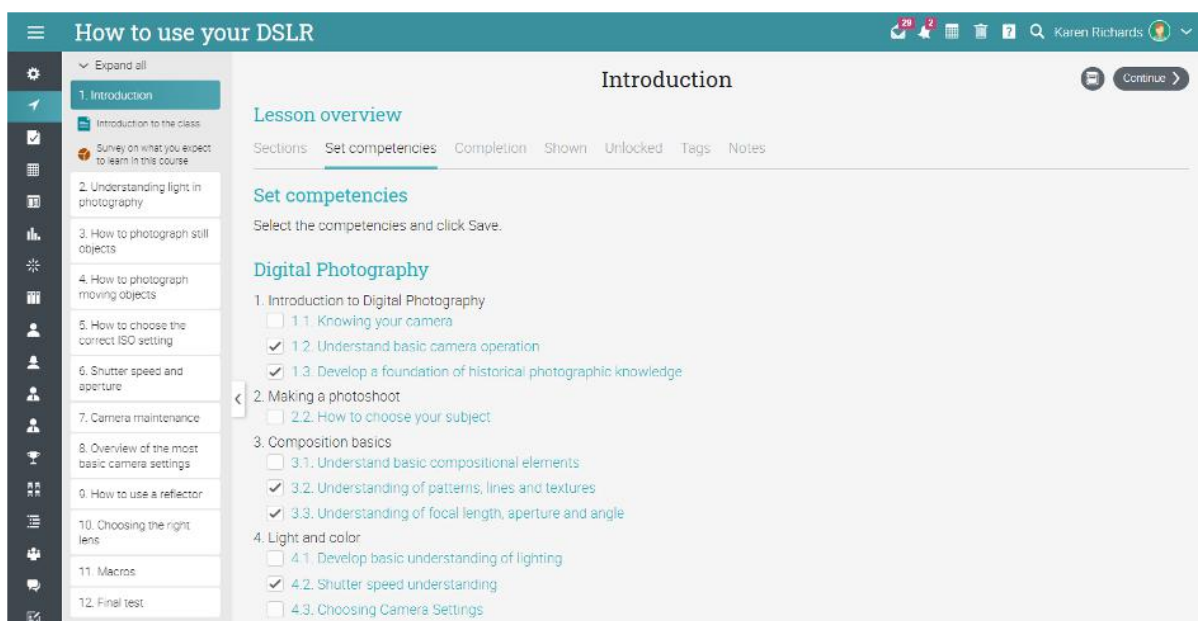 How to use your DSLR
29
2
?
Karen Richards
Expand all
1. Introduction
Introduction to the class
Survey on what you expect
to learn in this course
2. Understanding light in
photography
3. How to photograph still
objects
4. How to photograph
moving objects
5. How to choose the
correct ISO setting
6. Shutter speed and
aperture
7. Camera maintenance
8. Overview of the most
basic camera settings
9. How to use a reflector
10. Choosing the right
lens
11. Macros
12. Final test
Introduction
Continue
Lesson overview
Sections Set competencies Completion Shown Unlocked Tags Notes
Set competencies
Select the competencies and click Save.
Digital Photography
1. Introduction to Digital Photography
1.1. Knowing your camera
1.2. Understand basic camera operation
1.3. Develop a foundation of historical photographic knowledge
2. Making a photoshoot
2.2. How to choose your subject
3. Composition basics
3.1. Understand basic compositional elements
3.2. Understanding of patterns, lines and textures
3.3. Understanding of focal length, aperture and angle
4. Light and color
4.1. Develop basic understanding of lighting
4.2. Shutter speed understanding
4.3. Choosing Camera Settings